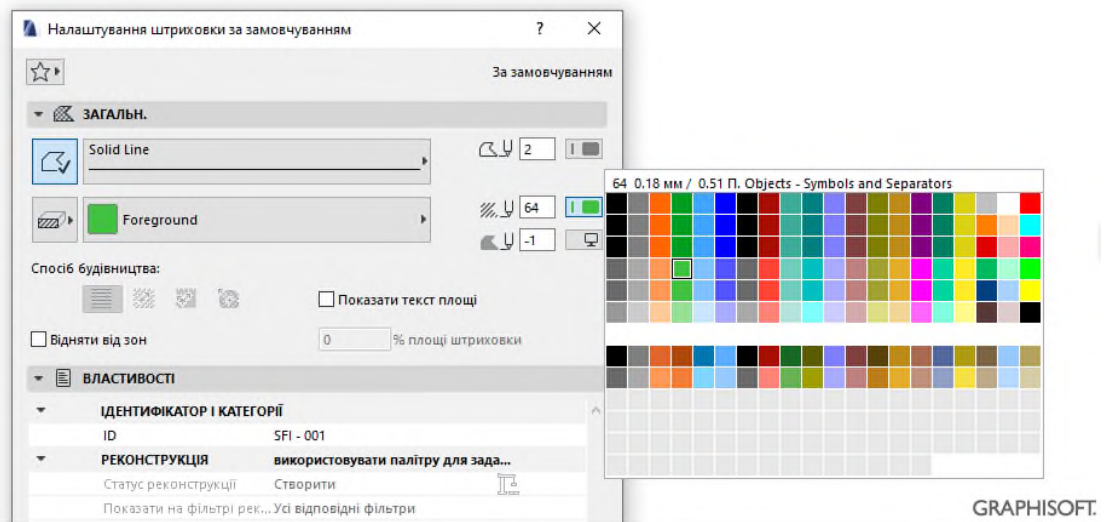 Налаштування штриховки за замовчуванням ? ×
За замовчуванням
ЗАГАЛЬН.
Solid Line 2
64 0.18 мм / 0.51 П. Objects - Symbols and Separators
Foreground 64
-1
Спосіб будівництва:
Показати текст площі
Відняти від зон 0 % площі штриховки
ВЛАСТИВОСТІ
ІДЕНТИФІКАТОР І КАТЕГОРІЇ
ID SFI - 001
РЕКОНСТРУКЦІЯ використовувати палітру для зада...
Статус реконструкції Створити
Показати на фільтрі рек... Усі відповідні фільтри
GRAPHISOFT.